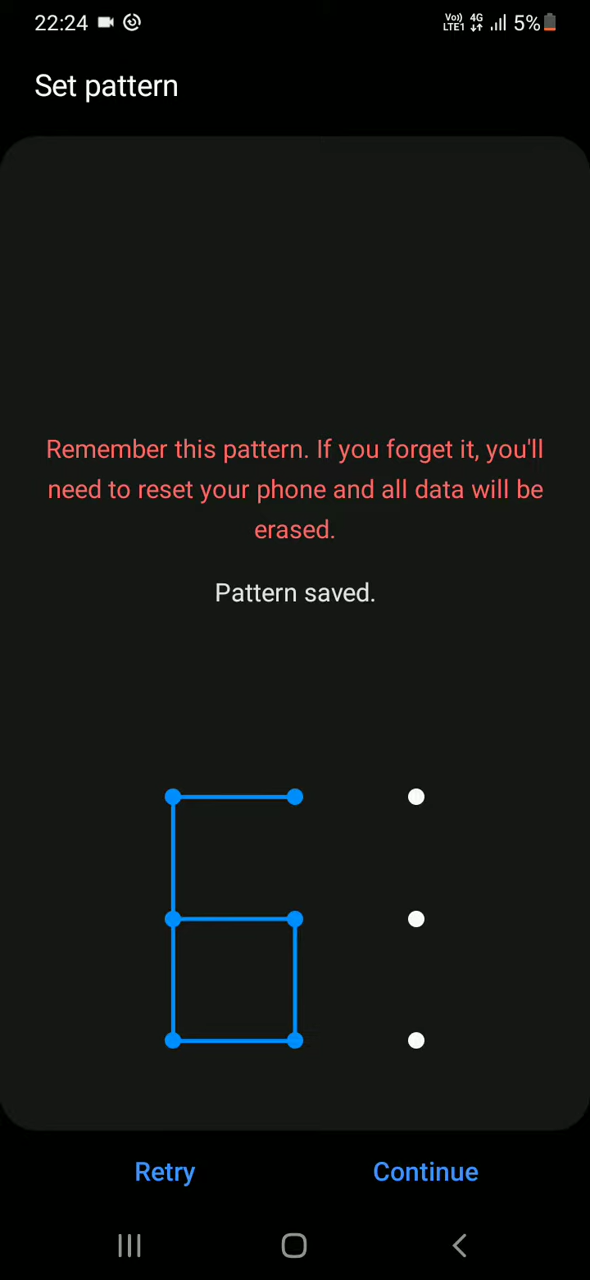 22:24
Vo)) 4G
LTE1
5%
Set pattern
Remember this pattern. If you forget it, you'll
need to reset your phone and all data will be
erased.
Pattern saved.
Retry Continue